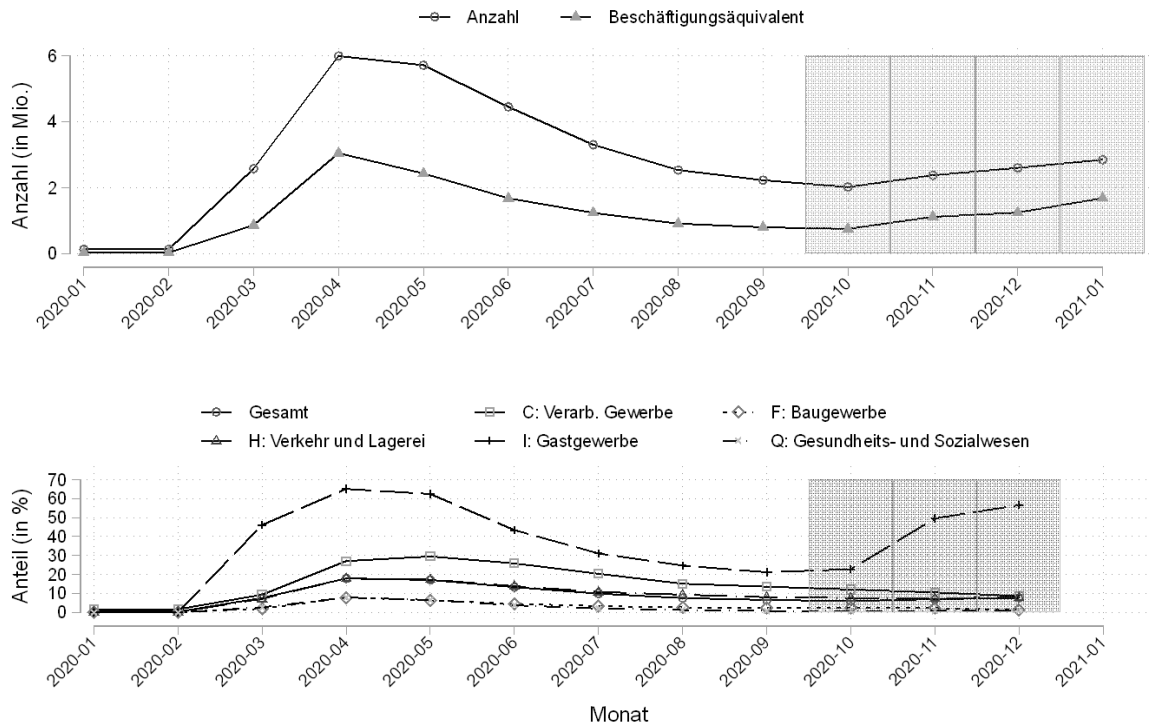 Anzahl Beschäftigungsäquivalent
Anzahl (in Mio.)
6
4
2
0
2020-01 2020-02 2020-03 2020-04 2020-05 2020-06 2020-07 2020-08 2020-09 2020-10 2020-11 2020-12 2021-01
Gesamt C: Verarb. Gewerbe F: Baugewerbe
H: Verkehr und Lagerei I: Gastgewerbe Q: Gesundheits- und Sozialwesen
Anteil (in %)
70
60
50
40
30
20
10
0
2020-01 2020-02 2020-03 2020-04 2020-05 2020-06 2020-07 2020-08 2020-09 2020-10 2020-11 2020-12 2021-01
Monat